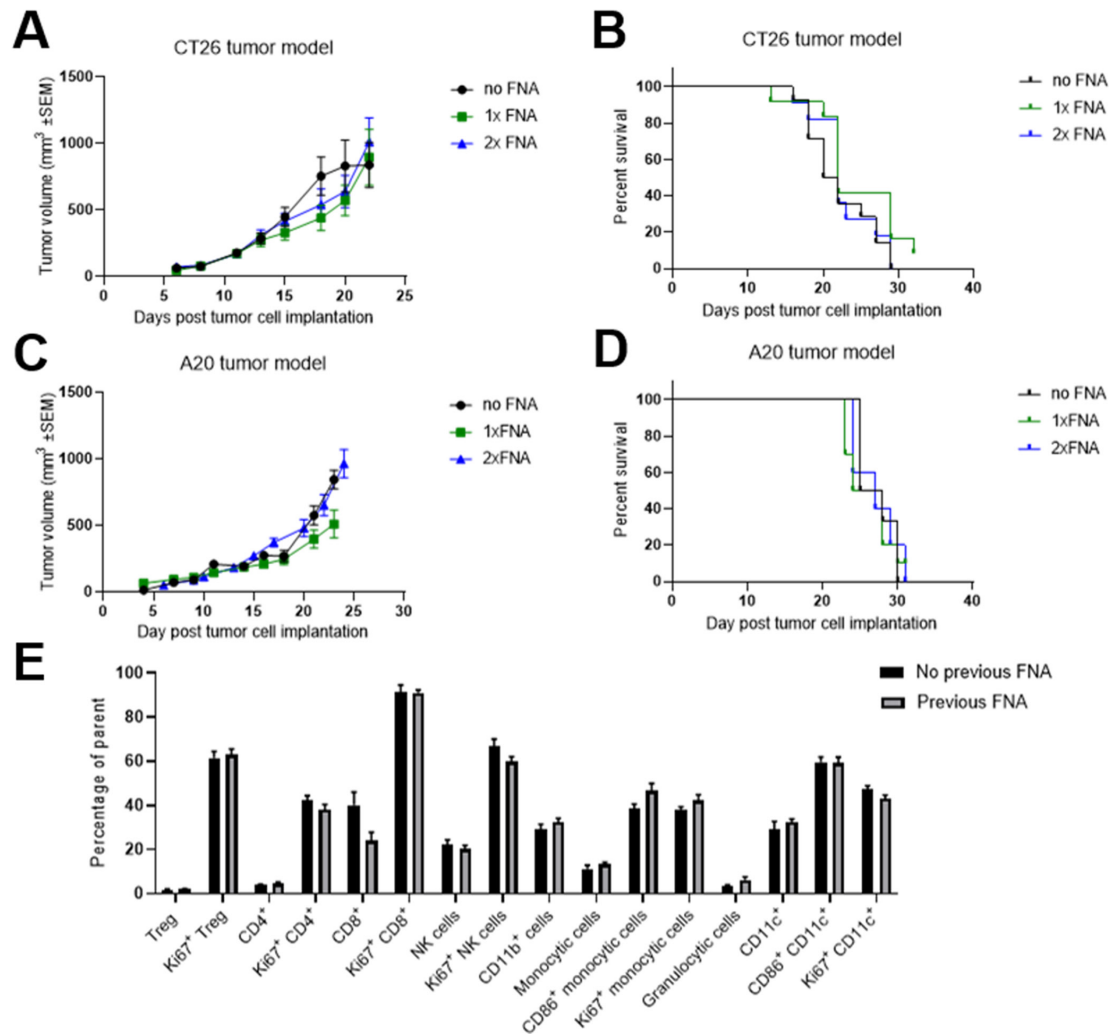 A
CT26 tumor model
Tumor volume (mm³ ±SEM)
1500
1000
500
0
0 5 10 15 20 25
Days post tumor cell implantation
no FNA
1x FNA
2x FNA
B
CT26 tumor model
Percent survival
100
80
60
40
20
0
0 10 20 30 40
Days post tumor cell implantation
no FNA
1x FNA
2x FNA
C
A20 tumor model
Tumor volume (mm³ ±SEM)
1500
1000
500
0
0 5 10 15 20 25 30
Day post tumor cell implantation
no FNA
1xFNA
2xFNA
D
A20 tumor model
Percent survival
100
80
60
40
20
0
0 20 30 40
Day post tumor cell implantation
no FNA
1xFNA
2xFNA
E
Percentage of parent
100
80
60
40
20
0
No previous FNA
Previous FNA
Treg
Ki67⁺ Treg
CD4⁺
Ki67⁺ CD4⁺
CD8⁺
Ki67⁺ CD8⁺
NK cells
Ki67⁺ NK cells
CD11b⁺ cells
Monocytic cells
CD86⁺ monocytic cells
Ki67⁺ monocytic cells
Granulocytic cells
CD11c⁺
CD86⁺ CD11c⁺
Ki67⁺ CD11c⁺